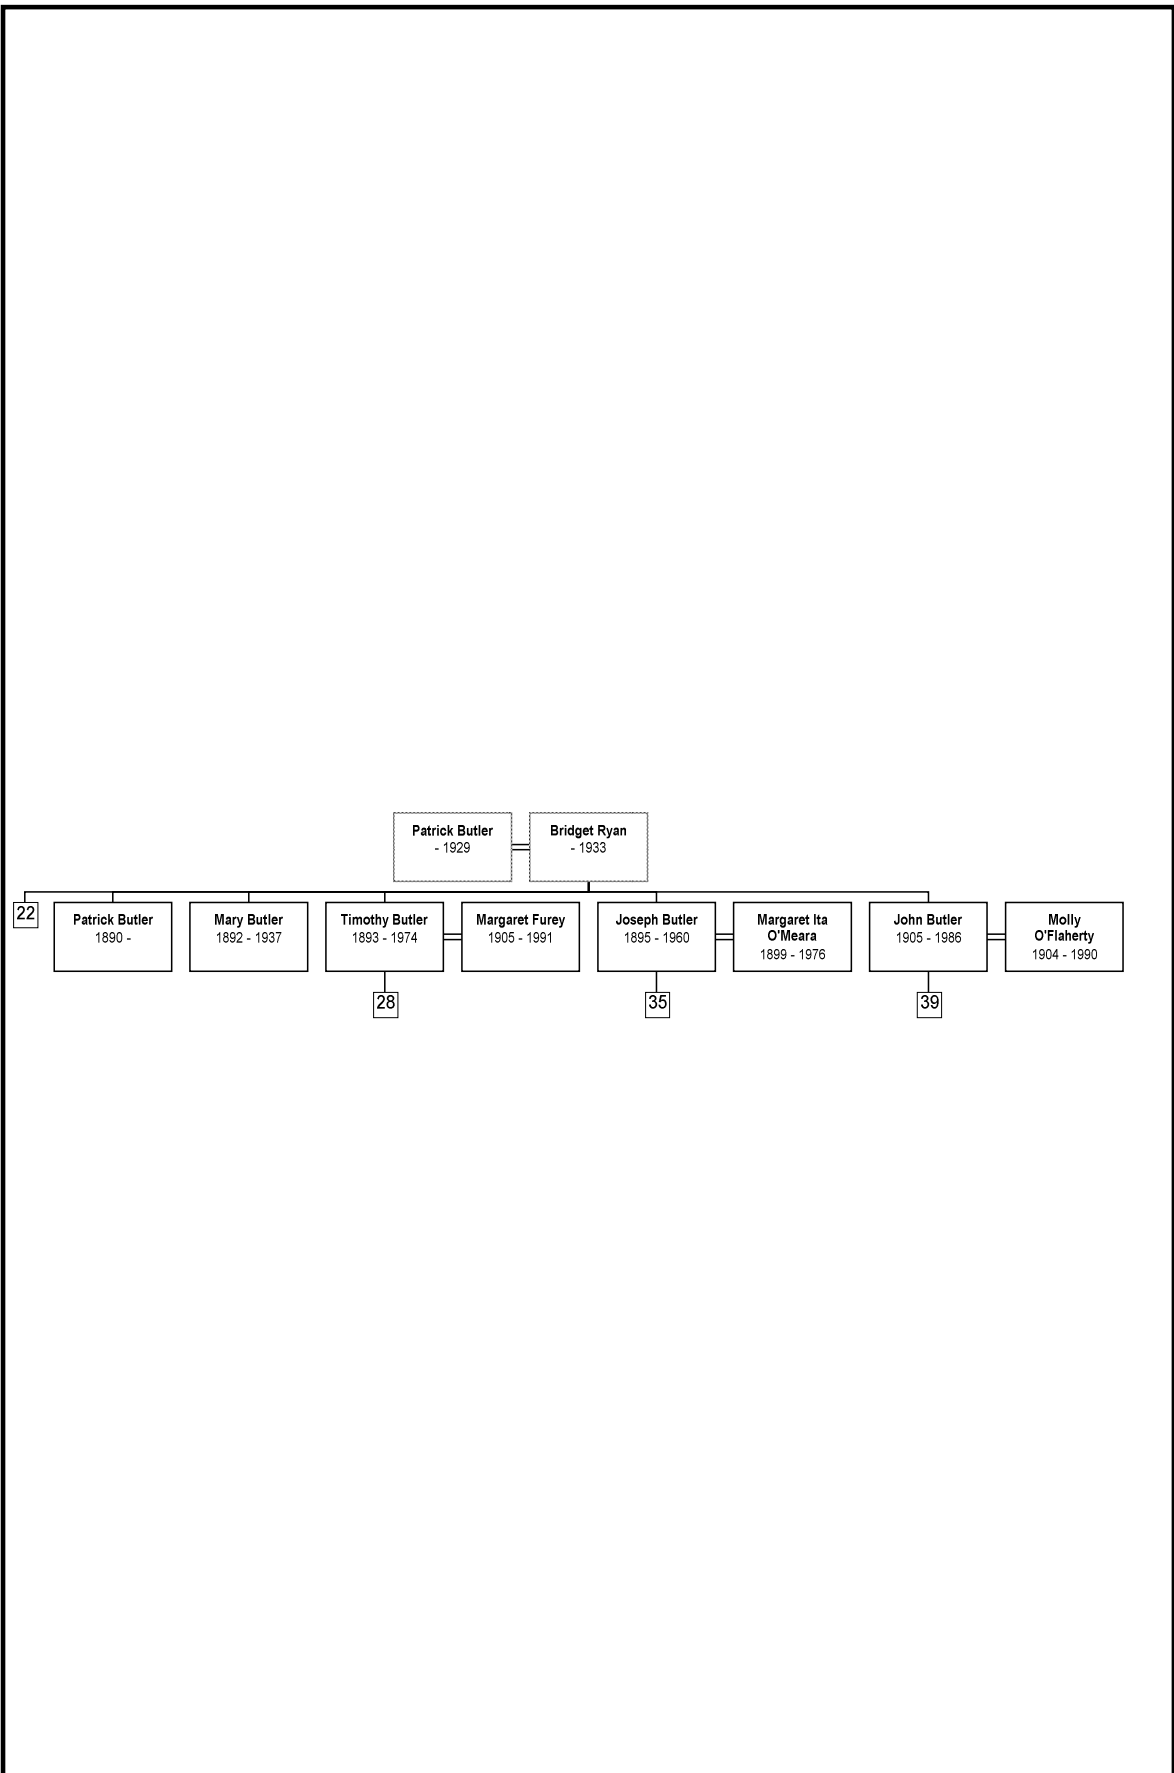 Patrick Butler
- 1929
Bridget Ryan
- 1933
22
Patrick Butler
1890 -
Mary Butler
1892 - 1937
Timothy Butler
1893 - 1974
Margaret Furey
1905 - 1991
Joseph Butler
1895 - 1960
Margaret Ita
O'Meara
1899 - 1976
John Butler
1905 - 1986
Molly
O'Flaherty
1904 - 1990
28
35
39